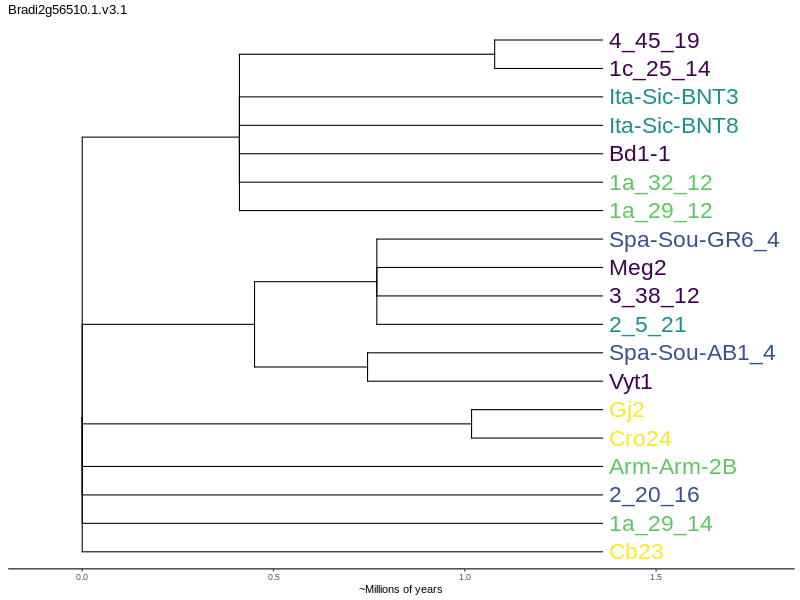 Bradi2g56510.1.v3.1
4_45_19
1c_25_14
Ita-Sic-BNT3
Ita-Sic-BNT8
Bd1-1
1a_32_12
1a_29_12
Spa-Sou-GR6_4
Meg2
3_38_12
2_5_21
Spa-Sou-AB1_4
Vyt1
Gj2
Cro24
Arm-Arm-2B
2_20_16
1a_29_14
Cb23
0.0 0.5 1.0 1.5
~Millions of years